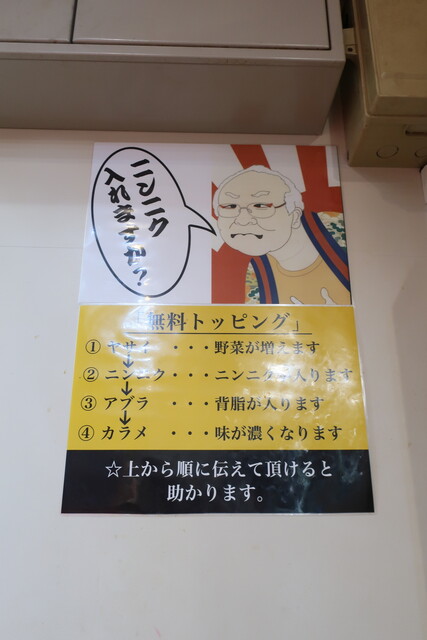 ニンニク
入れますか?
「無料トッピング」
① ヤサイ ・・・野菜が増えます
② ニンニク ・・・ニンニクが入ります
③ アブラ ・・・背脂が入ります
④ カラメ ・・・味が濃くなります
☆上から順に伝えて頂けると
助かります。